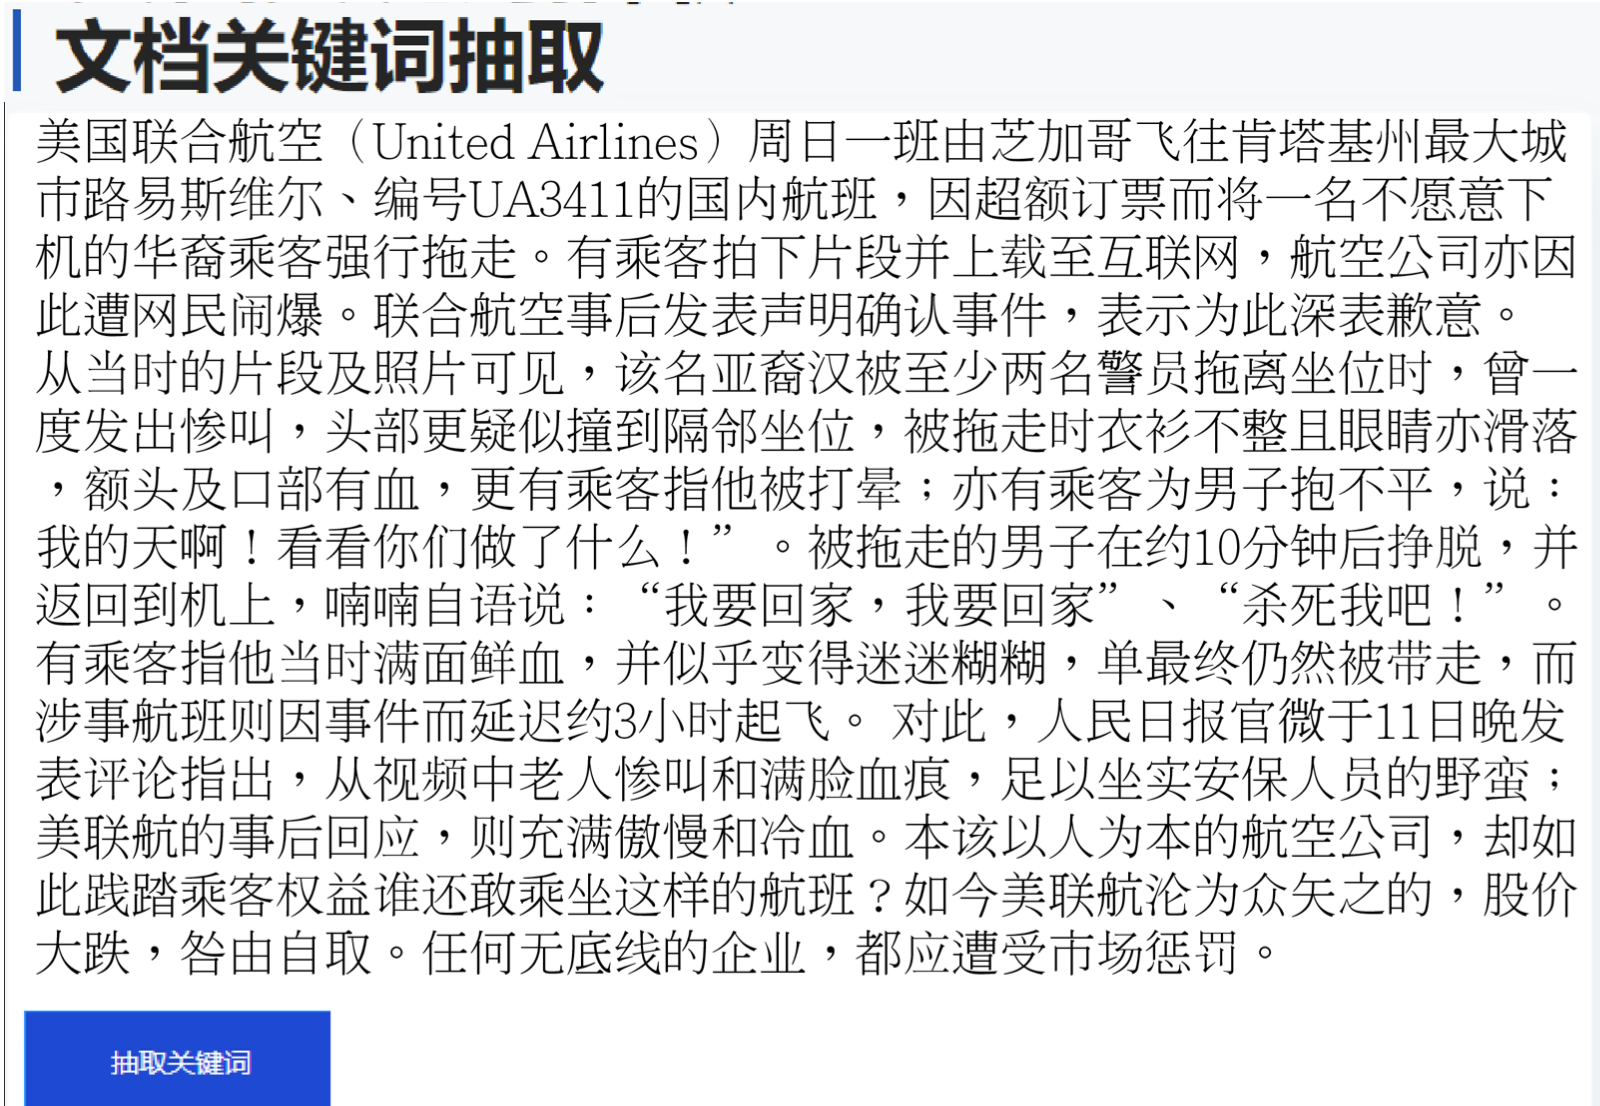 文档关键词抽取
美国联合航空（United Airlines）周日一班由芝加哥飞往肯塔基州最大城
市路易斯维尔、编号UA3411的国内航班，因超额订票而将一名不愿意下
机的华裔乘客强行拖走。有乘客拍下片段并上载至互联网，航空公司亦因
此遭网民闹爆。联合航空事后发表声明确认事件，表示为此深表歉意。
从当时的片段及照片可见，该名亚裔汉被至少两名警员拖离坐位时，曾一
度发出惨叫，头部更疑似撞到隔邻坐位，被拖走时衣衫不整且眼睛亦滑落
，额头及口部有血，更有乘客指他被打晕；亦有乘客为男子抱不平，说：
我的天啊！看看你们做了什么！”。被拖走的男子在约10分钟后挣脱，并
返回到机上，喃喃自语说：“我要回家，我要回家”、“杀死我吧！”。
有乘客指他当时满面鲜血，并似乎变得迷迷糊糊，单最终仍然被带走，而
涉事航班则因事件而延迟约3小时起飞。 对此，人民日报官微于11日晚发
表评论指出，从视频中老人惨叫和满脸血痕，足以坐实安保人员的野蛮；
美联航的事后回应，则充满傲慢和冷血。本该以人为本的航空公司，却如
此践踏乘客权益谁还敢乘坐这样的航班？如今美联航沦为众矢之的，股价
大跌，咎由自取。任何无底线的企业，都应遭受市场惩罚。
抽取关键词